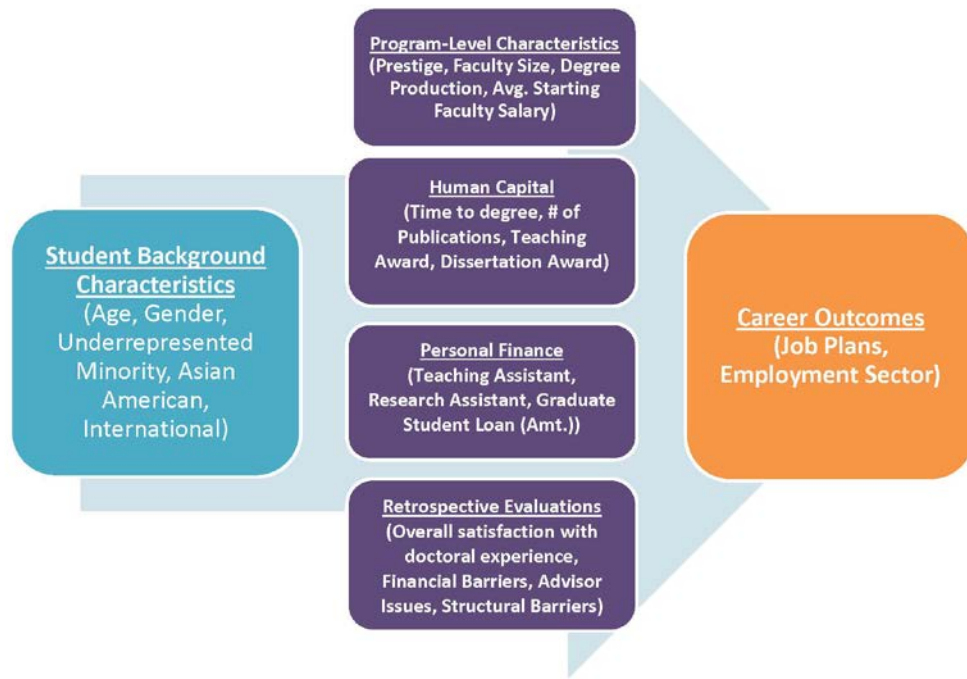 Program-Level Characteristics
(Prestige, Faculty Size, Degree
Production, Avg. Starting
Faculty Salary)
Human Capital
(Time to degree, # of
Publications, Teaching
Award, Dissertation Award)
Student Background
Characteristics
(Age, Gender,
Underrepresented
Minority, Asian
American,
International)
Personal Finance
(Teaching Assistant,
Research Assistant, Graduate
Student Loan (Amt.))
Retrospective Evaluations
(Overall satisfaction with
doctoral experience,
Financial Barriers, Advisor
Issues, Structural Barriers)
Career Outcomes
(Job Plans,
Employment Sector)